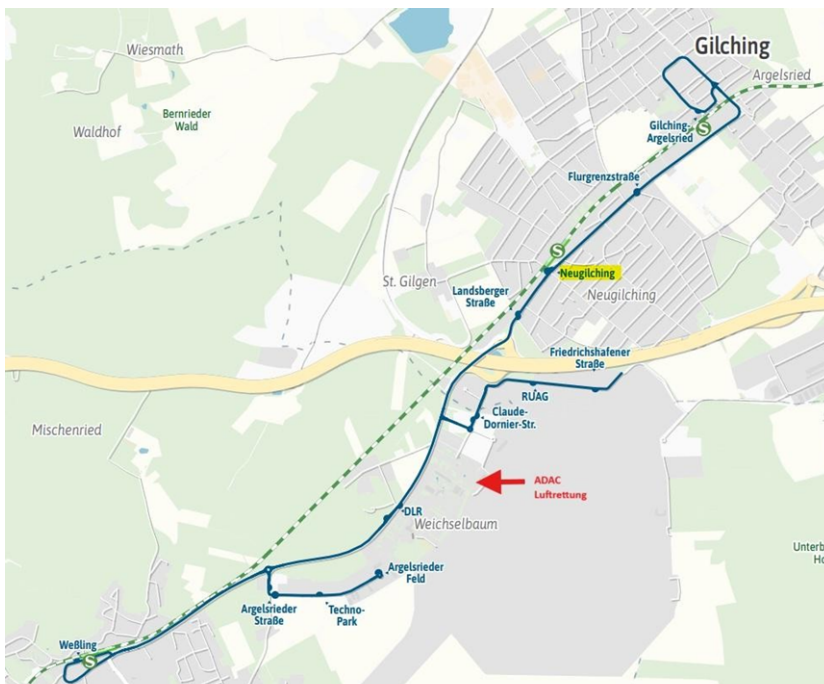 Gilching
Wiesmath
Argelsried
Bernrieder
Wald
Waldhof
S
Gilching-
Argelsried
Flurgrenzstraße
S
Neugilching
St. Gilgen
Landsberger
Straße
Neugilching
Friedrichshafener
Straße
RUAG
Claude-
Dornier-Str.
Mischenried
ADAC
Luftrettung
DLR
Weichselbaum
Unterb
Ho
Argelsrieder
Feld
Argelsrieder
Straße
Techno-
Park
Weßling
S